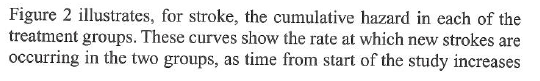 Figure 2 illustrates, for stroke, the cumulative hazard in each of the
treatment groups. These curves show the rate at which new strokes are
occurring in the two groups, as time from start of the study increases